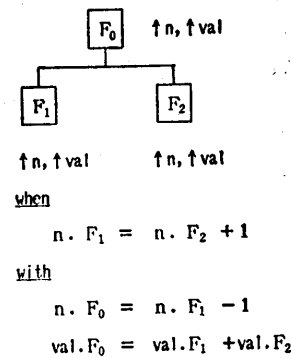 F₀ ↑n, ↑val
F₁ F₂
↑n, ↑val ↑n, ↑val
when
n. F₁ = n. F₂ + 1
with
n. F₀ = n. F₁ - 1
val.F₀ = val.F₁ +val.F₂